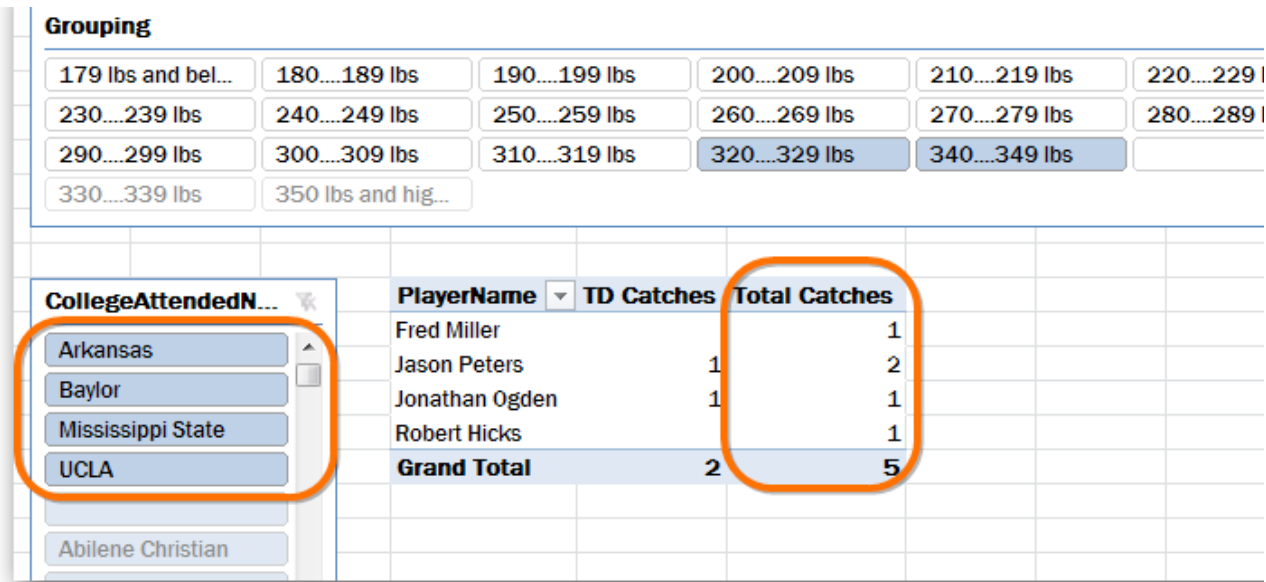 Grouping
179 lbs and bel... 180....189 lbs 190....199 lbs 200....209 lbs 210....219 lbs 220....229
230....239 lbs 240....249 lbs 250....259 lbs 260....269 lbs 270....279 lbs 280....289
290....299 lbs 300....309 lbs 310....319 lbs 320....329 lbs 340....349 lbs
330....339 lbs 350 lbs and hig...
CollegeAttendedN...
Arkansas
Baylor
Mississippi State
UCLA
Abilene Christian
PlayerName TD Catches Total Catches
Fred Miller 1
Jason Peters 1 2
Jonathan Ogden 1 1
Robert Hicks 1
Grand Total 2 5